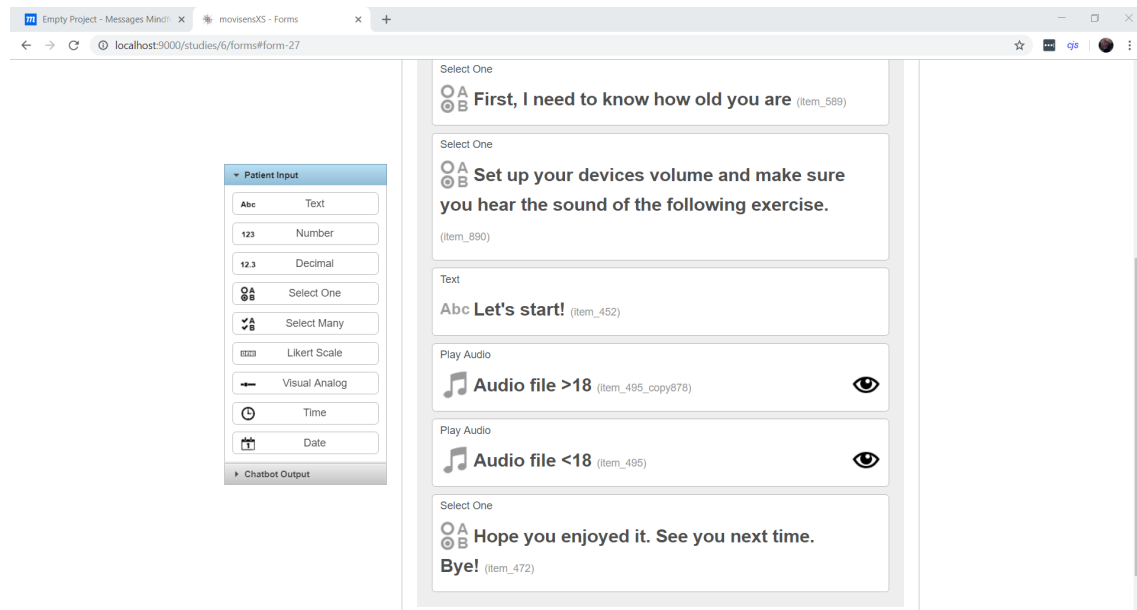 m Empty Project - Messages Mindf
movisensXS - Forms
localhost:9000/studies/6/forms#form-27
cjs
Select One
A B First, I need to know how old you are (item_589)
Select One
A B Set up your devices volume and make sure
you hear the sound of the following exercise.
(item_890)
Text
Abc Let's start! (item_452)
Play Audio
Audio file >18 (item_495_copy878)
Play Audio
Audio file <18 (item_495)
Select One
A B Hope you enjoyed it. See you next time.
Bye! (item_472)
Patient Input
Abc Text
123 Number
12.3 Decimal
A B Select One
A B Select Many
Likert Scale
Visual Analog
Time
1 Date
Chatbot Output